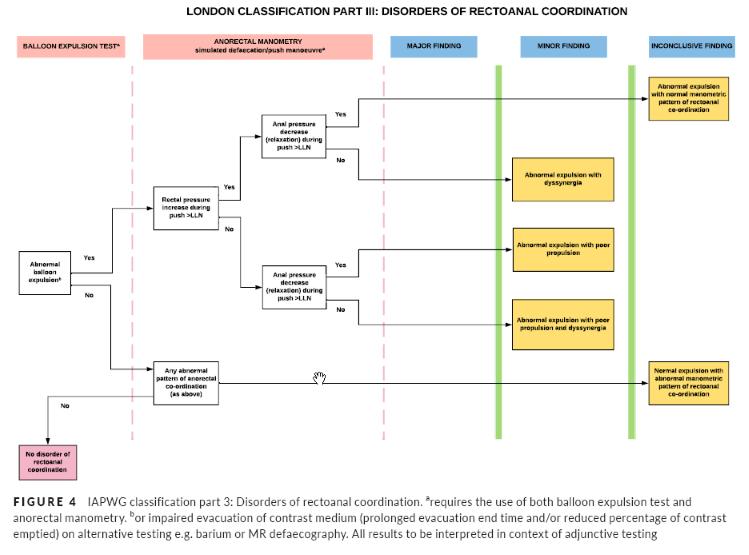 LONDON CLASSIFICATION PART III: DISORDERS OF RECTOANAL COORDINATION
BALLOON EXPULSION TESTᵃ
ANORECTAL MANOMETRY
simulated defaecation/push manoeuvreᵃ
MAJOR FINDING
MINOR FINDING
INCONCLUSIVE FINDING
Abnormal expulsion
with normal manometric
pattern of rectoanal
co-ordination
Yes
Anal pressure
decrease
(relaxation) during
push >LLN
No
Abnormal expulsion with
dyssynergia
Yes
Rectal pressure
increase during
push >LLN
No
Abnormal expulsion with poor
propulsion
Yes
Anal pressure
decrease
(relaxation) during
push >LLN
No
Abnormal expulsion with poor
propulsion and dyssynergia
Yes
Abnormal
balloon
expulsionᵇ
No
Any abnormal
pattern of anorectal
co-ordination
(as above)
Normal expulsion with
abnormal manometric
pattern of rectoanal
co-ordination
No
No disorder of
rectoanal
coordination
FIGURE 4 IAPWG classification part 3: Disorders of rectoanal coordination. ᵃrequires the use of both balloon expulsion test and
anorectal manometry. ᵇor impaired evacuation of contrast medium (prolonged evacuation end time and/or reduced percentage of contrast
emptied) on alternative testing e.g. barium or MR defaecography. All results to be interpreted in context of adjunctive testing